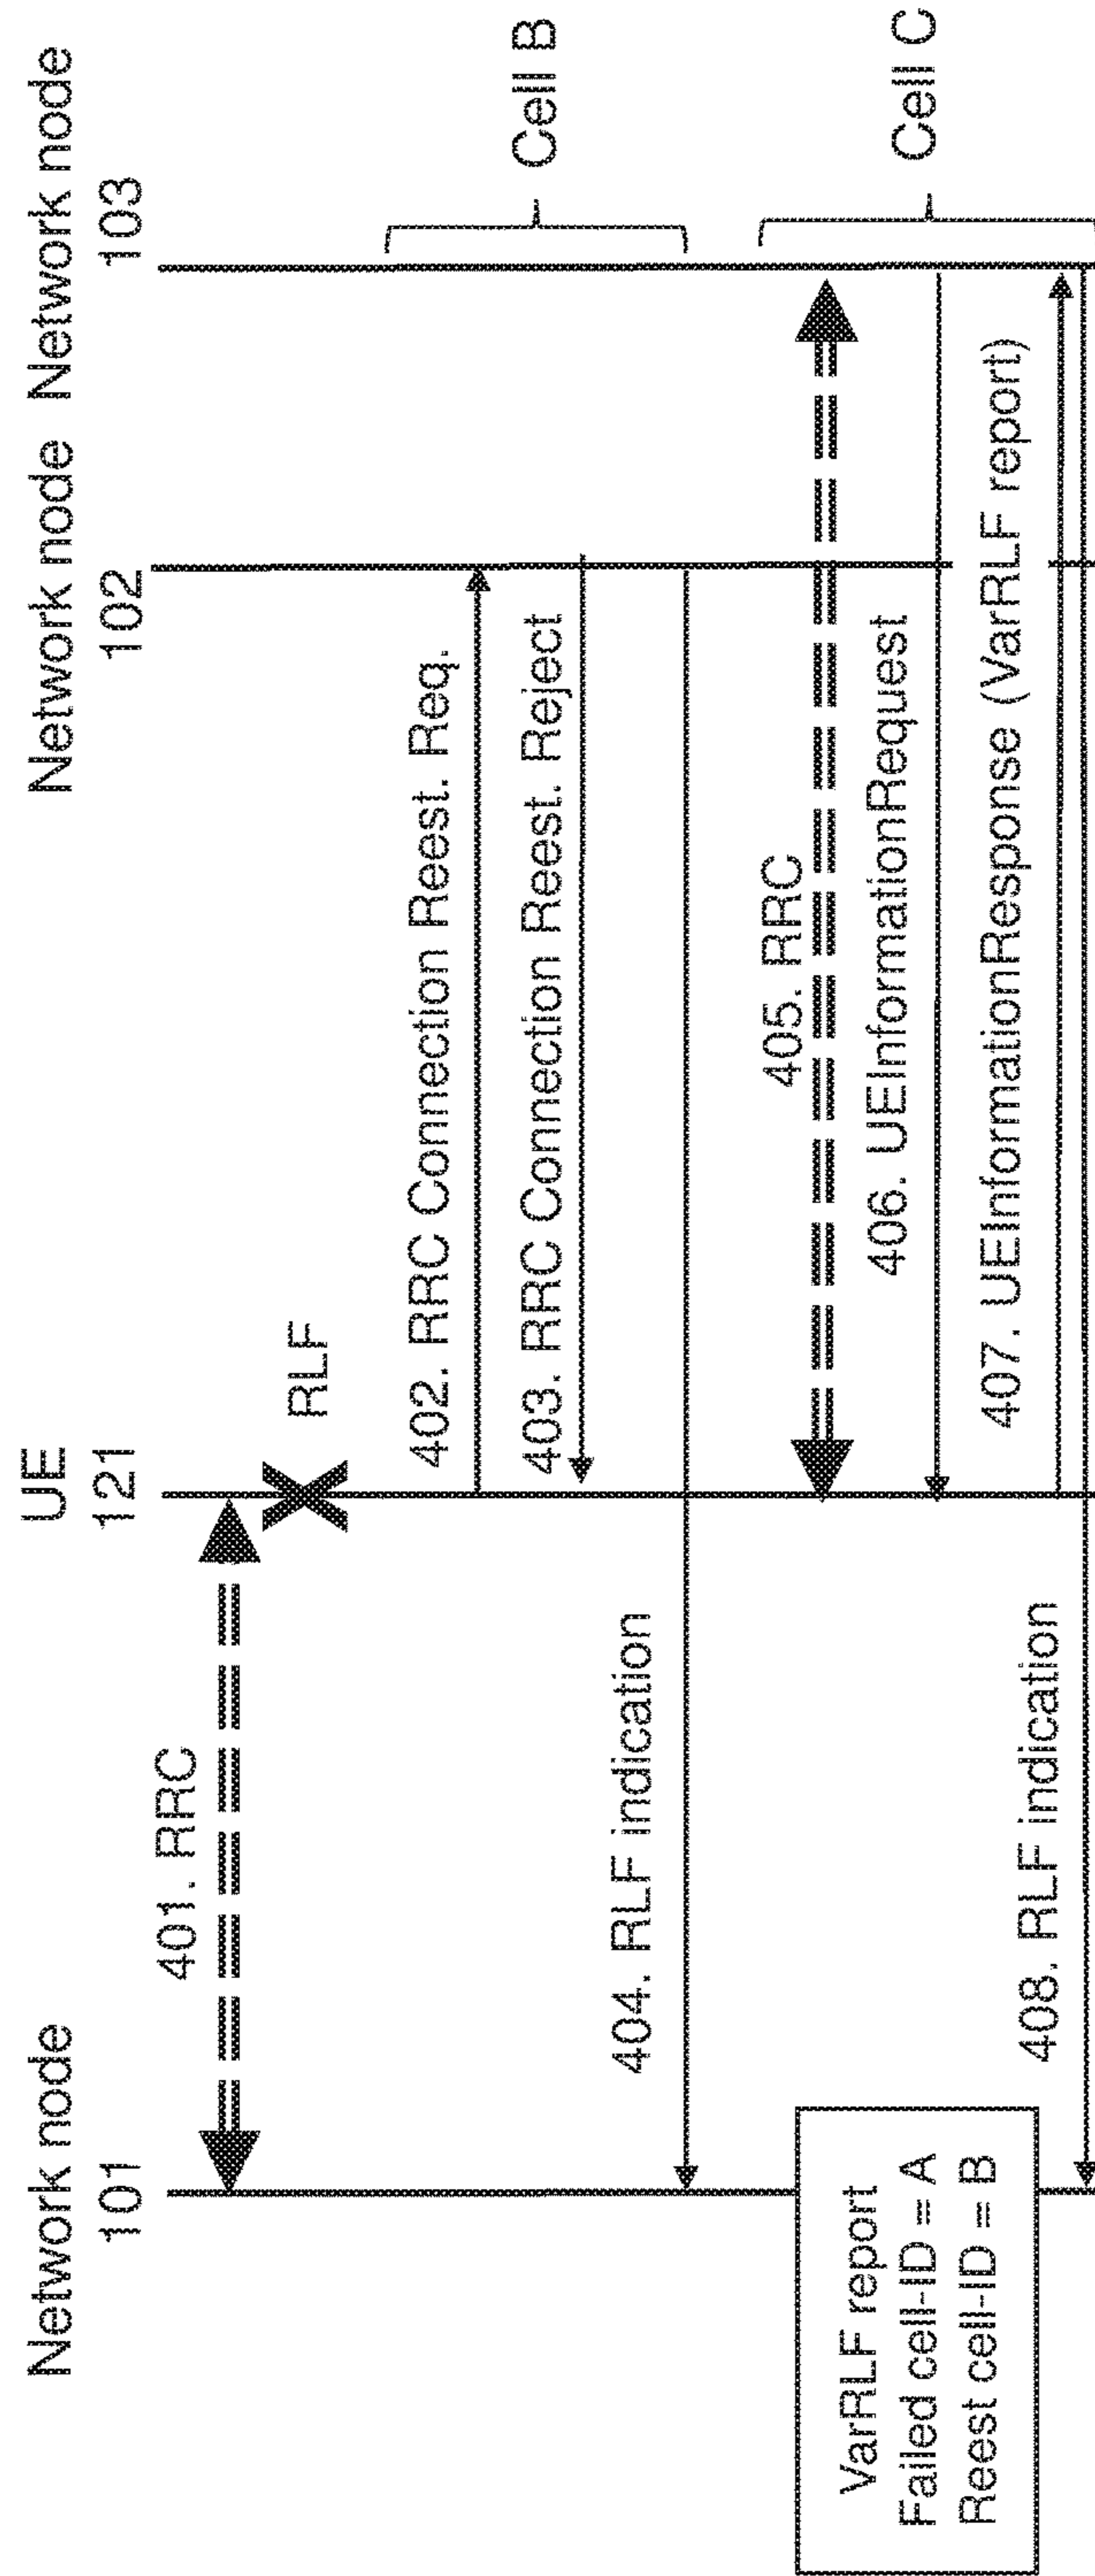 Network node
101
UE
121
Network node
102
Network node
103
401. RRC
RLF
402. RRC Connection Reest. Req.
403. RRC Connection Reest. Reject
404. RLF indication
Cell B
405. RRC
406. UEInformationRequest
407. UEInformationResponse (VarRLF report)
408. RLF indication
Cell C
VarRLF report
Failed cell-ID = A
Reest cell-ID = B